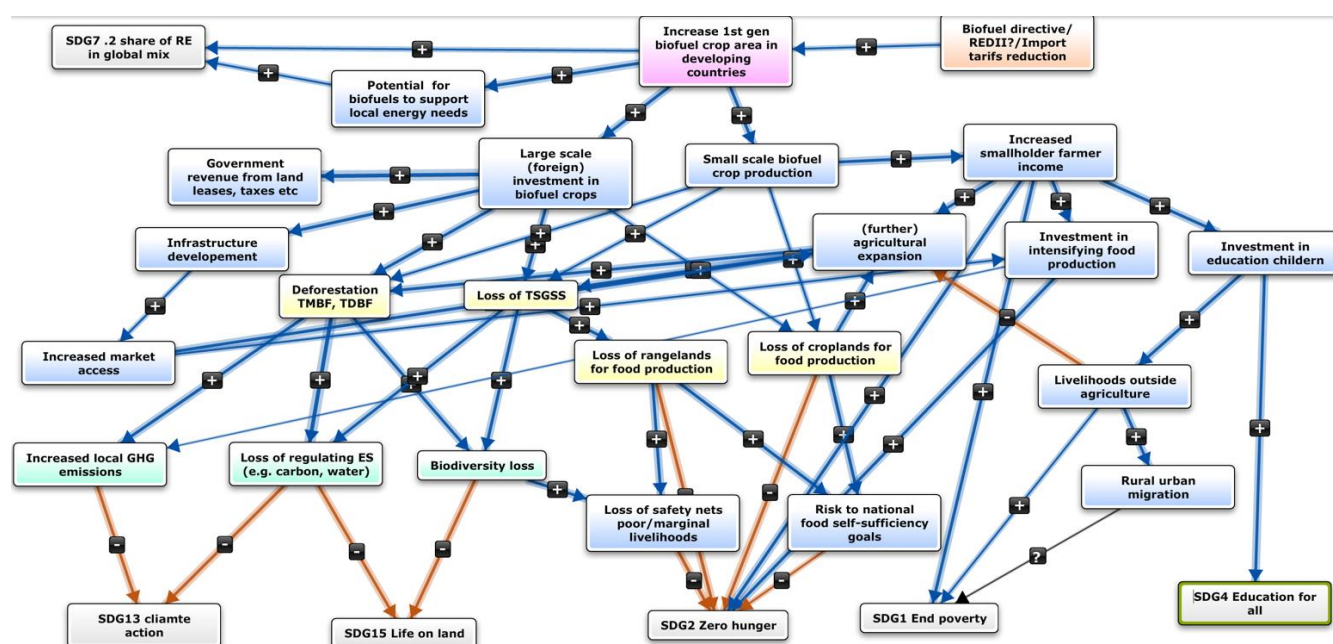 SDG7 .2 share of RE
in global mix
Increase 1st gen
biofuel crop area in
developing
countries
Biofuel directive/
REDII?/Import
tarifs reduction
+
+
+
+
Potential  for
biofuels to support
local energy needs
+
+
Government
revenue from land
leases, taxes etc
+
Large scale
(foreign)
investment in
biofuel crops
Small scale biofuel
crop production
+
Increased
smallholder farmer
income
+
+
+
+
+
+
+
+
+
Infrastructure
developement
(further)
agricultural
expansion
Investment in
intensifying food
production
Investment in
education childern
+
+
+
+
+
Deforestation
TMBF, TDBF
Loss of TSGSS
+
+
+
-
+
Increased market
access
Loss of rangelands
for food production
Loss of croplands for
food production
+
+
+
+
+
+
Livelihoods outside
agriculture
+
+
+
+
+
+
-
Increased local GHG
emissions
Loss of regulating ES
(e.g. carbon, water)
Biodiversity loss
+
Loss of safety nets
poor/marginal
livelihoods
Risk to national
food self-sufficiency
goals
Rural urban
migration
+
-
-
-
-
-
-
?
SDG13 cliamte
action
SDG15 Life on land
SDG2 Zero hunger
SDG1 End poverty
SDG4 Education for
all